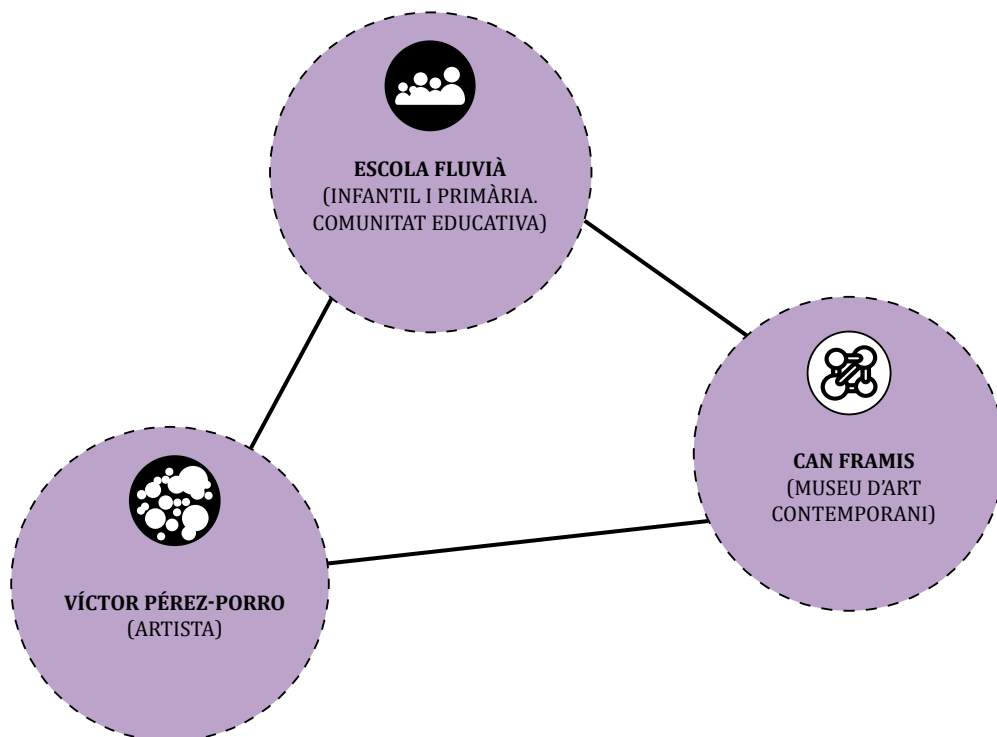 ESCOLA FLUVIÀ
(INFANTIL I PRIMÀRIA.
COMUNITAT EDUCATIVA)
CAN FRAMIS
(MUSEU D’ART
CONTEMPORANI)
VÍCTOR PÉREZ-PORRO
(ARTISTA)